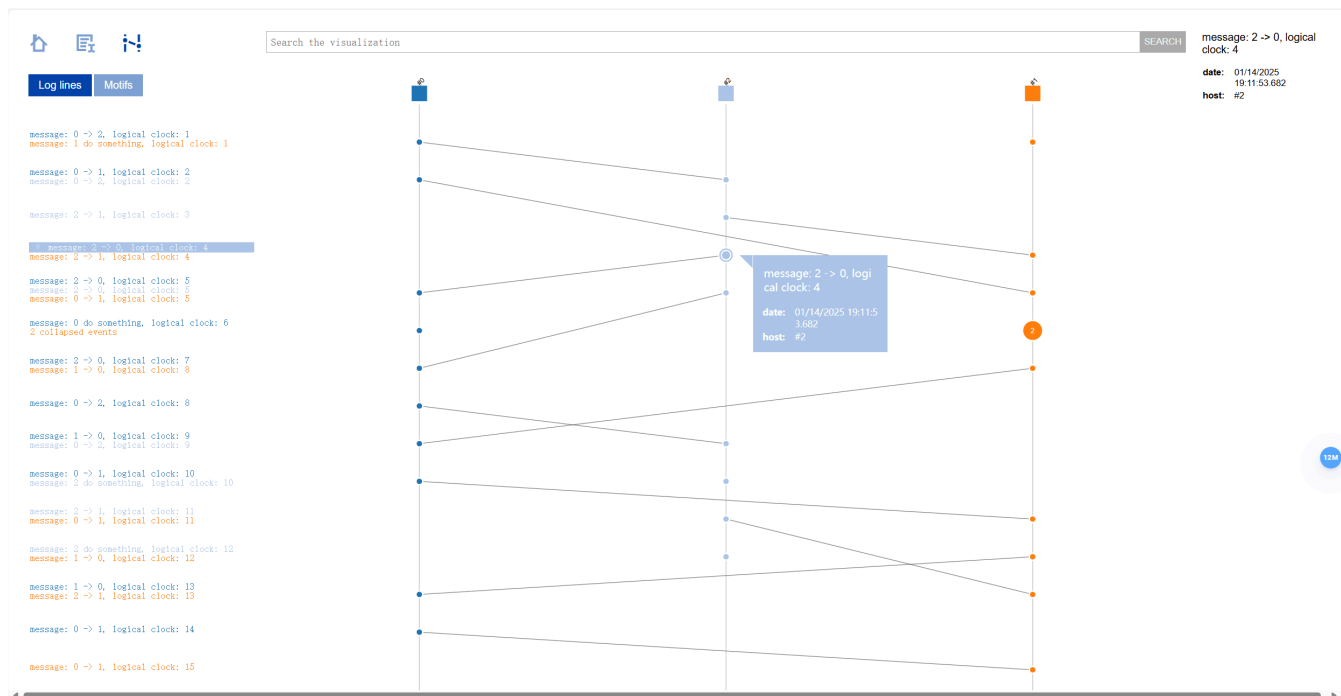 Search the visualization
SEARCH
message: 2 -> 0, logical
clock: 4
date: 01/14/2025
19:11:53.682
host: #2
Log lines
Motifs
#0
#2
#1
message: 0 -> 2, logical clock: 1
message: 1 do something, logical clock: 1
message: 0 -> 1, logical clock: 2
message: 0 -> 2, logical clock: 2
message: 2 -> 1, logical clock: 3
message: 2 -> 0, logical clock: 4
message: 2 -> 1, logical clock: 4
message: 2 -> 0, logical clock: 5
message: 2 -> 0, logical clock: 5
message: 0 -> 1, logical clock: 5
message: 0 do something, logical clock: 6
2 collapsed events
message: 2 -> 0, logical clock: 7
message: 1 -> 0, logical clock: 8
message: 0 -> 2, logical clock: 8
message: 1 -> 0, logical clock: 9
message: 0 -> 2, logical clock: 9
message: 0 -> 1, logical clock: 10
message: 2 do something, logical clock: 10
message: 2 -> 1, logical clock: 11
message: 0 -> 1, logical clock: 11
message: 2 do something, logical clock: 12
message: 1 -> 0, logical clock: 12
message: 1 -> 0, logical clock: 13
message: 2 -> 1, logical clock: 13
message: 0 -> 1, logical clock: 14
message: 0 -> 1, logical clock: 15
message: 2 -> 0, logi
cal clock: 4
date: 01/14/2025 19:11:5
3.682
host: #2
2
12M